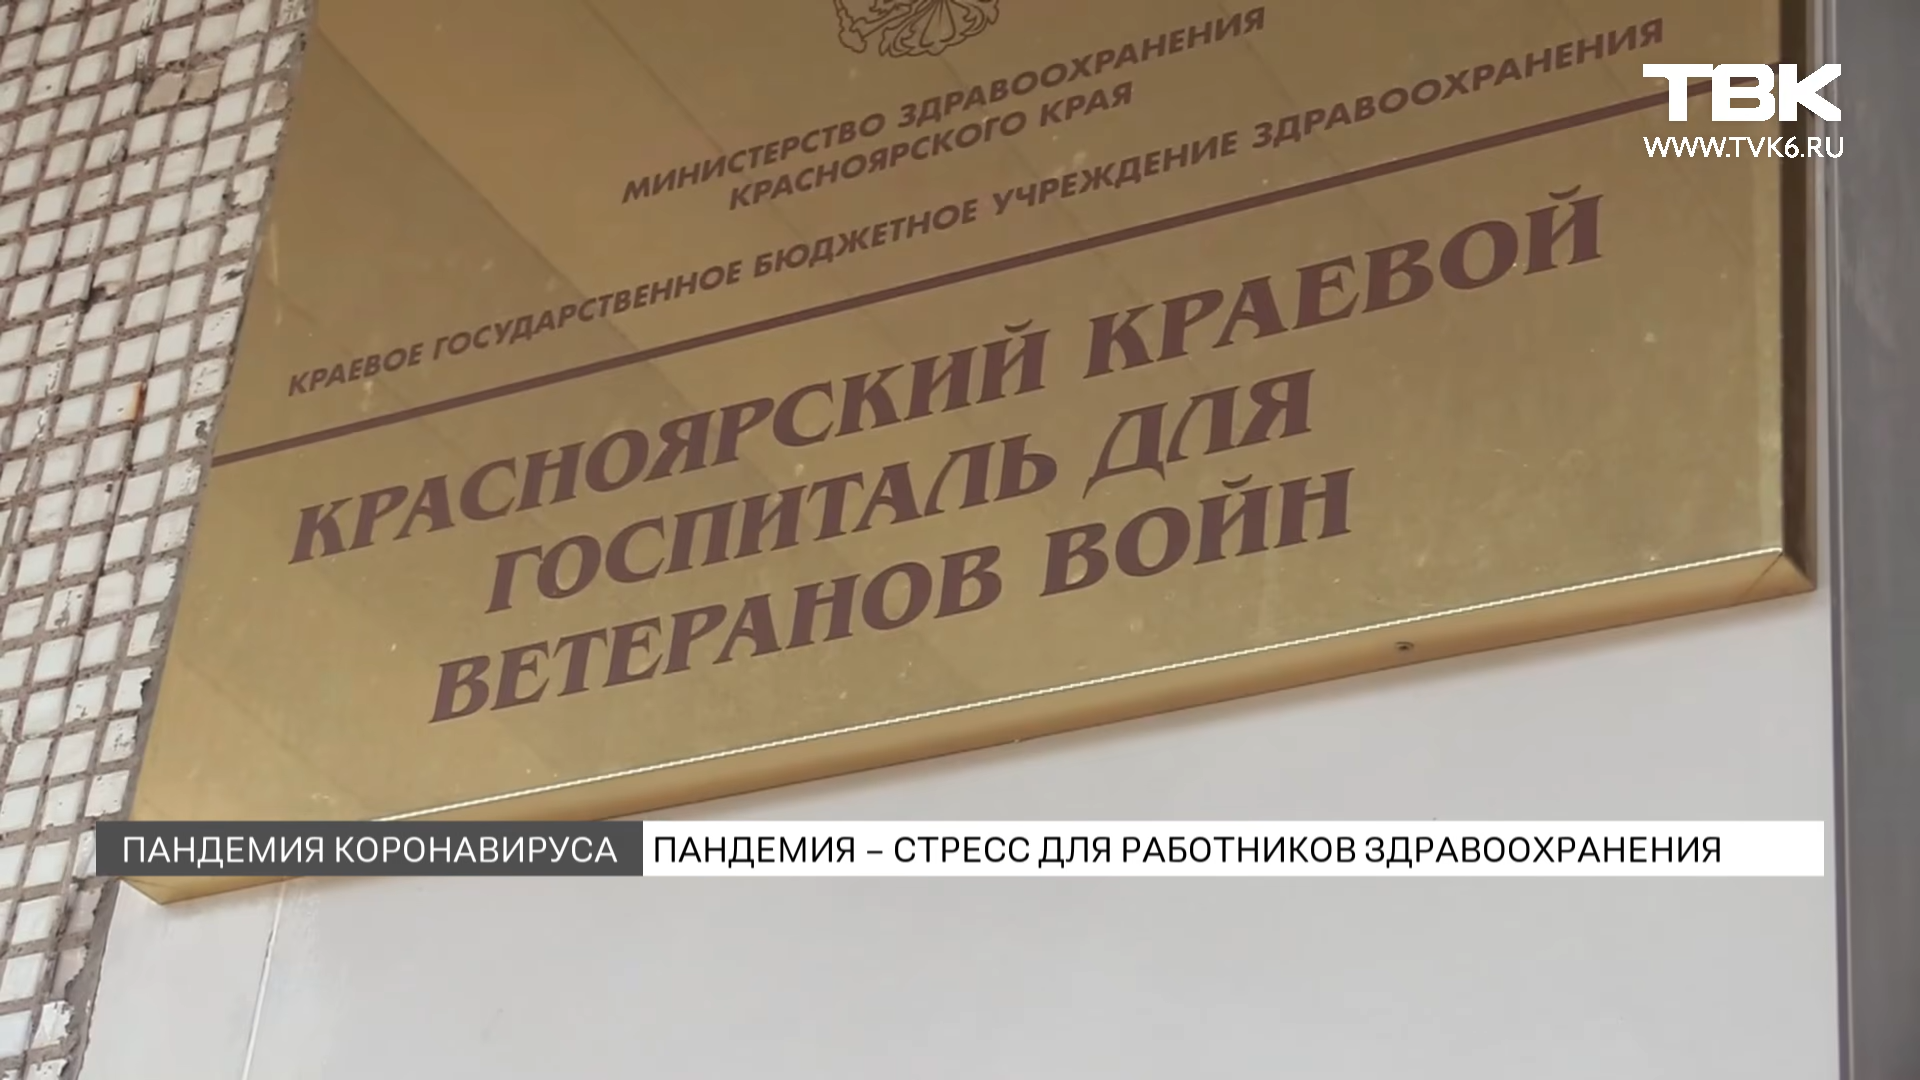 МИНИСТЕРСТВО ЗДРАВООХРАНЕНИЯ
КРАСНОЯРСКОГО КРАЯ
КРАЕВОЕ ГОСУДАРСТВЕННОЕ БЮДЖЕТНОЕ УЧРЕЖДЕНИЕ ЗДРАВООХРАНЕНИЯ
КРАСНОЯРСКИЙ КРАЕВОЙ
ГОСПИТАЛЬ ДЛЯ
ВЕТЕРАНОВ ВОЙН
ТВК
WWW.TVK6.RU
ПАНДЕМИЯ КОРОНАВИРУСА
ПАНДЕМИЯ – СТРЕСС ДЛЯ РАБОТНИКОВ ЗДРАВООХРАНЕНИЯ